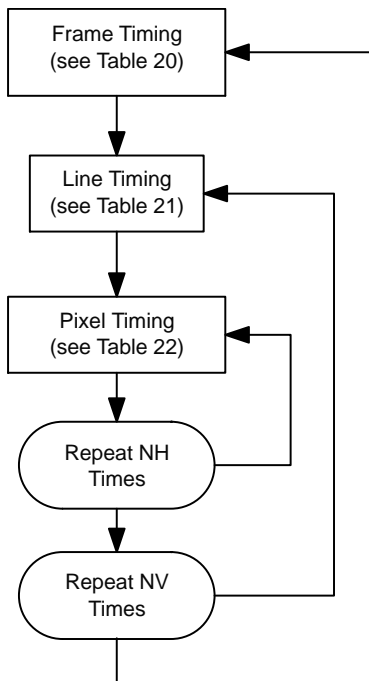 Frame Timing
(see Table 20)
Line Timing
(see Table 21)
Pixel Timing
(see Table 22)
Repeat NH
Times
Repeat NV
Times